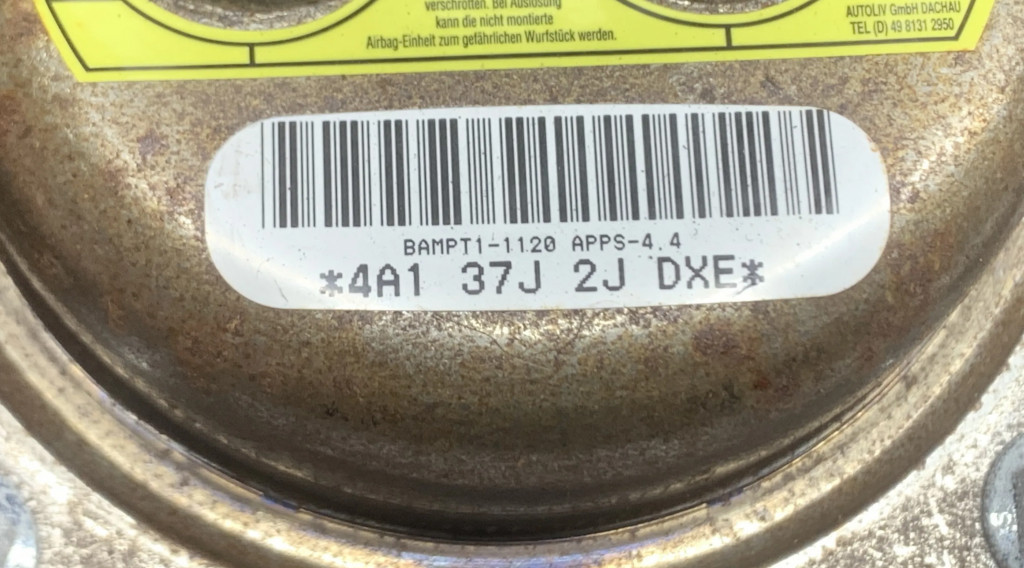 verschrotten. Bei Auslösung
kann die nicht montierte
Airbag-Einheit zum gefährlichen Wurfstück werden.
AUTOLIV GmbH DACHAU
TEL (D) 49 8131 2950
BAMPT1-1120 APPS-4.4
*4A1 37J 2J DXE*